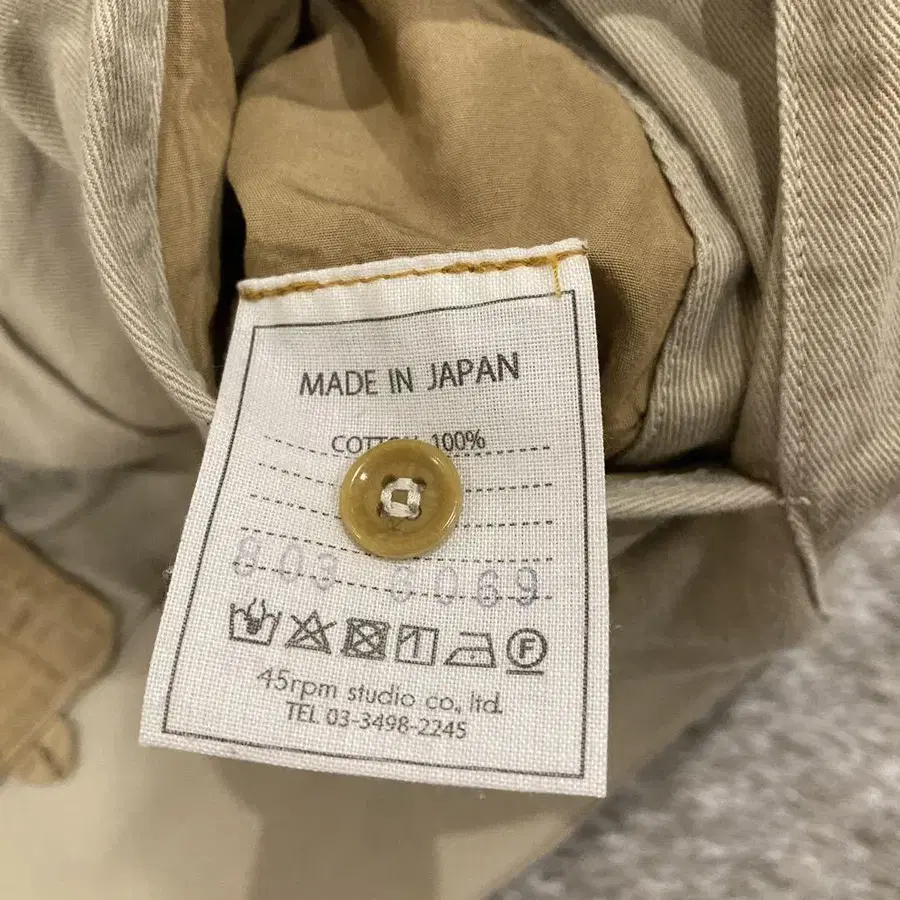 MADE IN JAPAN
COTTON 100%
803 6069
45rpm studio co., ltd.
TEL 03-3498-2245